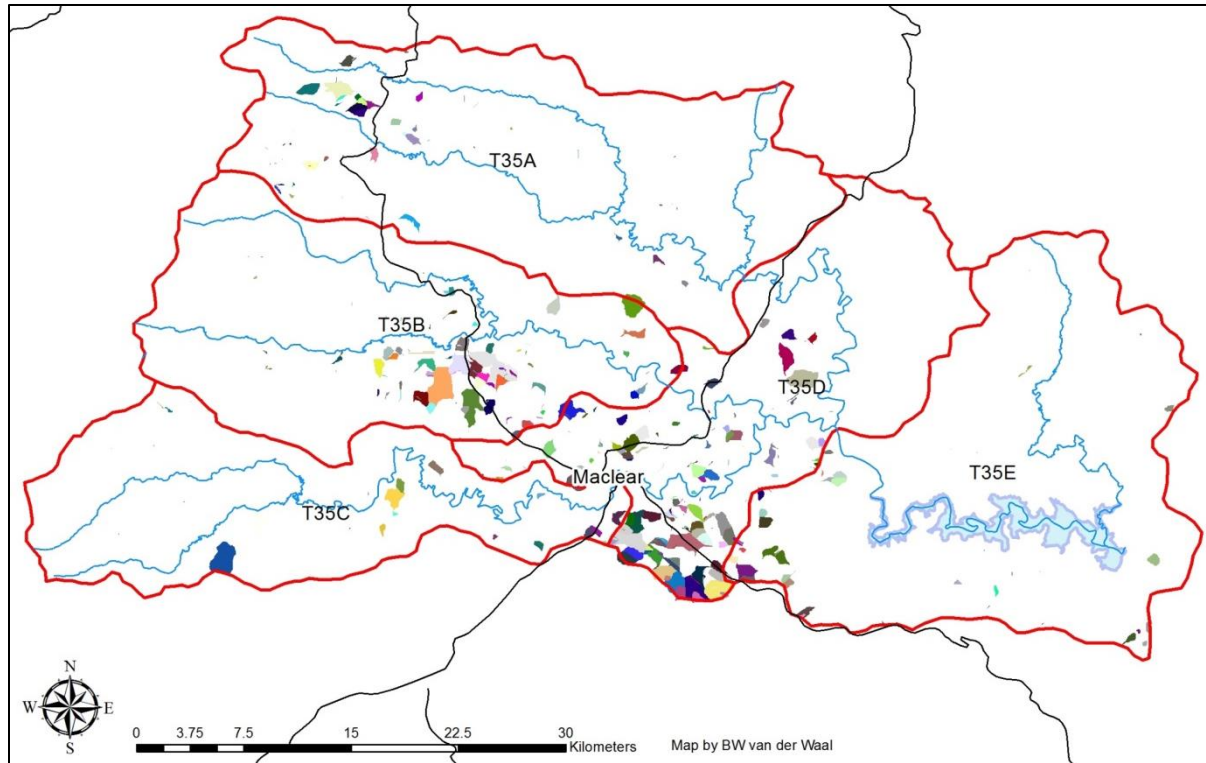 T35A
T35B
T35D
Maclear
T35E
T35C
N
W E
S
0 3.75 7.5 15 22.5 30
Kilometers
Map by BW van der Waal